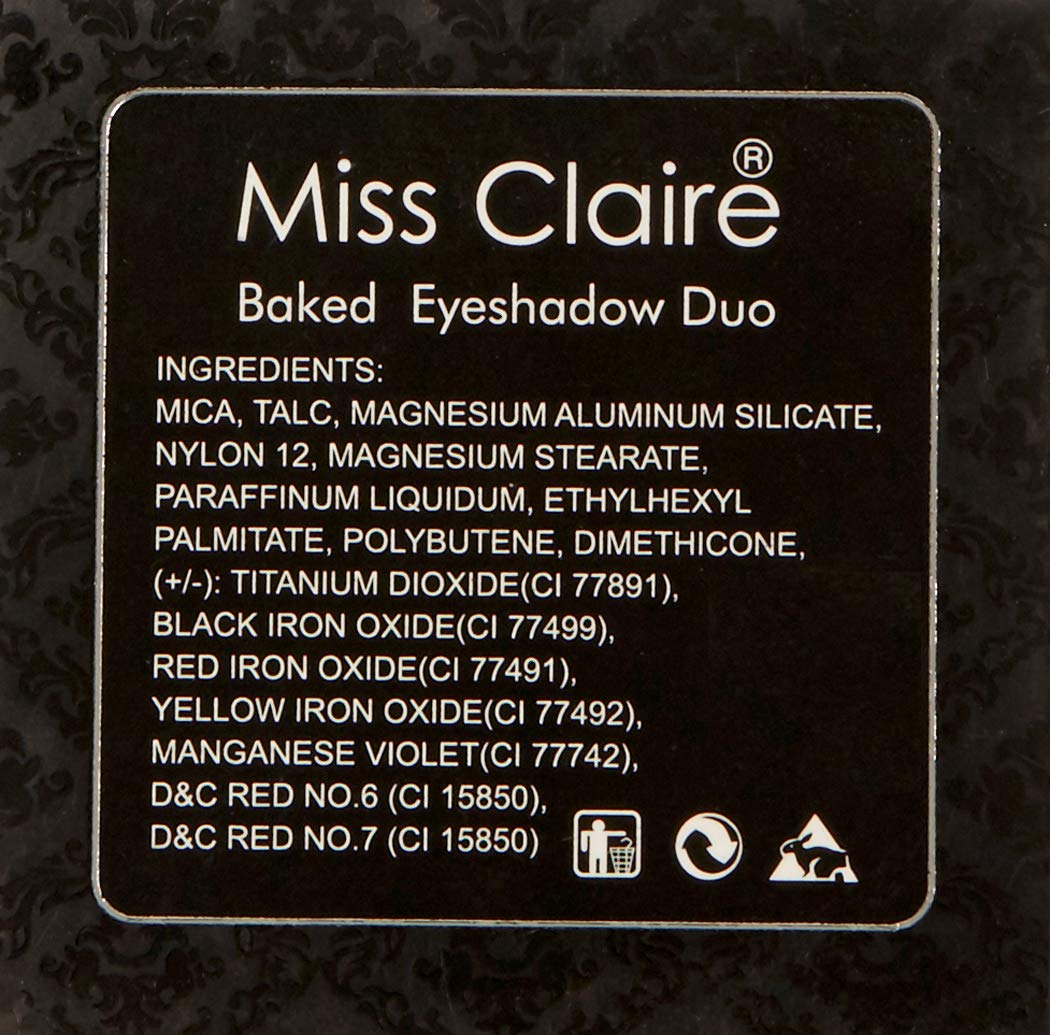 Miss Claire®
Baked Eyeshadow Duo
INGREDIENTS:
MICA, TALC, MAGNESIUM ALUMINUM SILICATE,
NYLON 12, MAGNESIUM STEARATE,
PARAFFINUM LIQUIDUM, ETHYLHEXYL
PALMITATE, POLYBUTENE, DIMETHICONE,
(+/-): TITANIUM DIOXIDE(CI 77891),
BLACK IRON OXIDE(CI 77499),
RED IRON OXIDE(CI 77491),
YELLOW IRON OXIDE(CI 77492),
MANGANESE VIOLET(CI 77742),
D&C RED NO.6 (CI 15850),
D&C RED NO.7 (CI 15850)